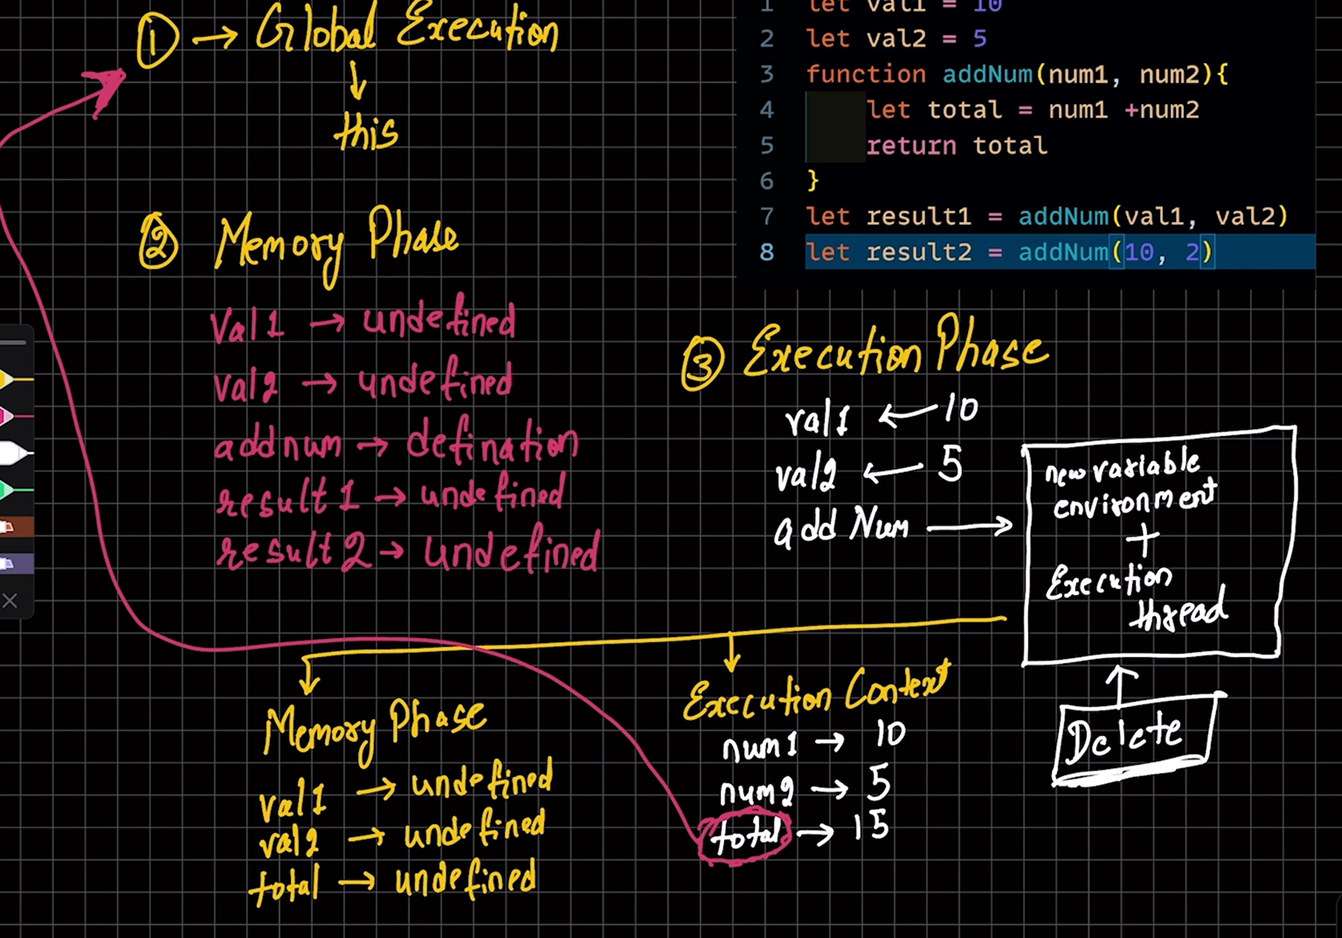 ① → Global Execution
↓
this
1 let val1 = 10
2 let val2 = 5
3 function addNum(num1, num2){
4 let total = num1 +num2
5 return total
6 }
7 let result1 = addNum(val1, val2)
8 let result2 = addNum(10, 2)
② Memory Phase
Val1 → undefined
val2 → undefined
addnum → defination
result1 → undefined
result2 → undefined
③ Execution Phase
val1 ← 10
val2 ← 5
add Num →
new variable
environment
+
Execution
thread
Delete
Memory Phase
val1 → undefined
val2 → undefined
total → undefined
Execution Context
num1 → 10
num2 → 5
total → 15